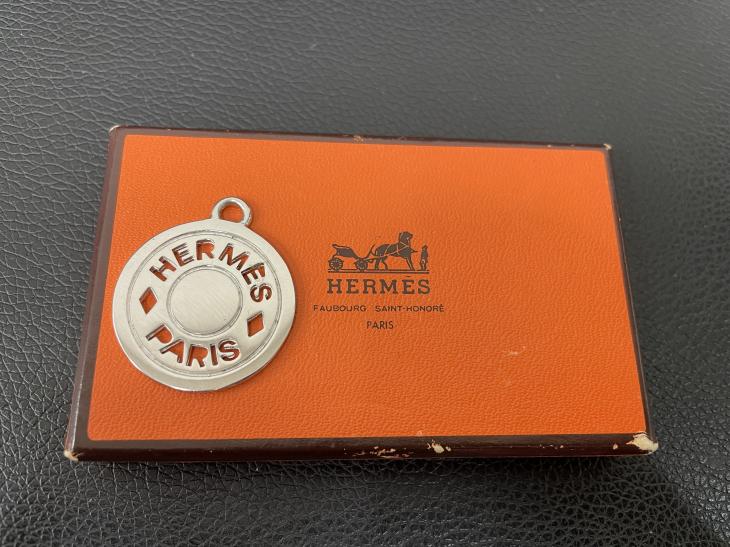 HERMÈS
PARIS
HERMÈS
FAUBOURG SAINT-HONORÉ
PARIS